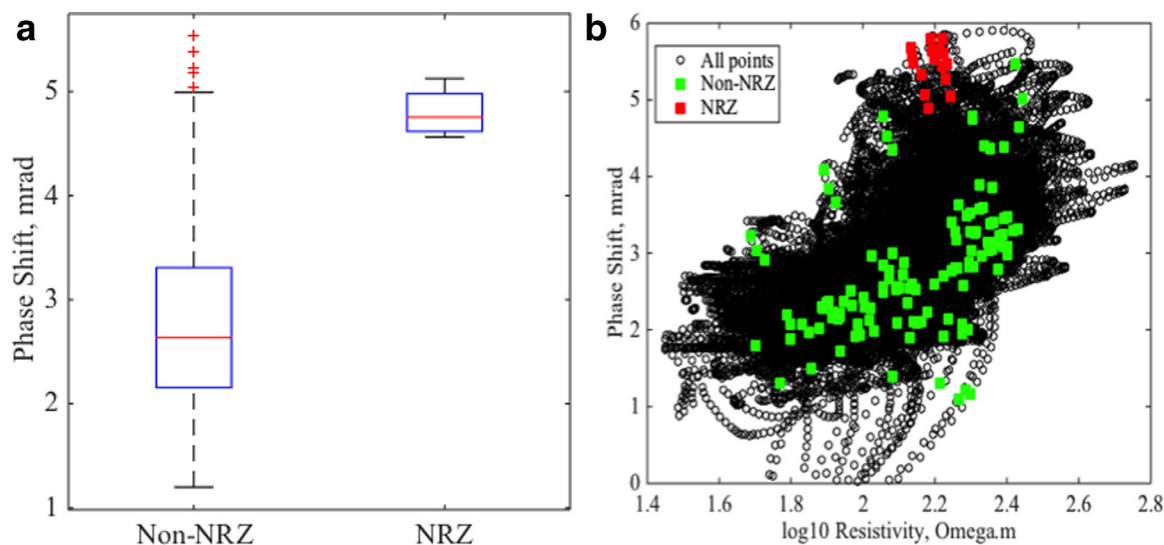 a
5
4
3
2
1
Phase Shift, mrad
Non-NRZ
NRZ
b
6
5
4
3
2
1
0
Phase Shift, mrad
All points
Non-NRZ
NRZ
1.4 1.6 1.8 2 2.2 2.4 2.6 2.8
log10 Resistivity, Omega.m